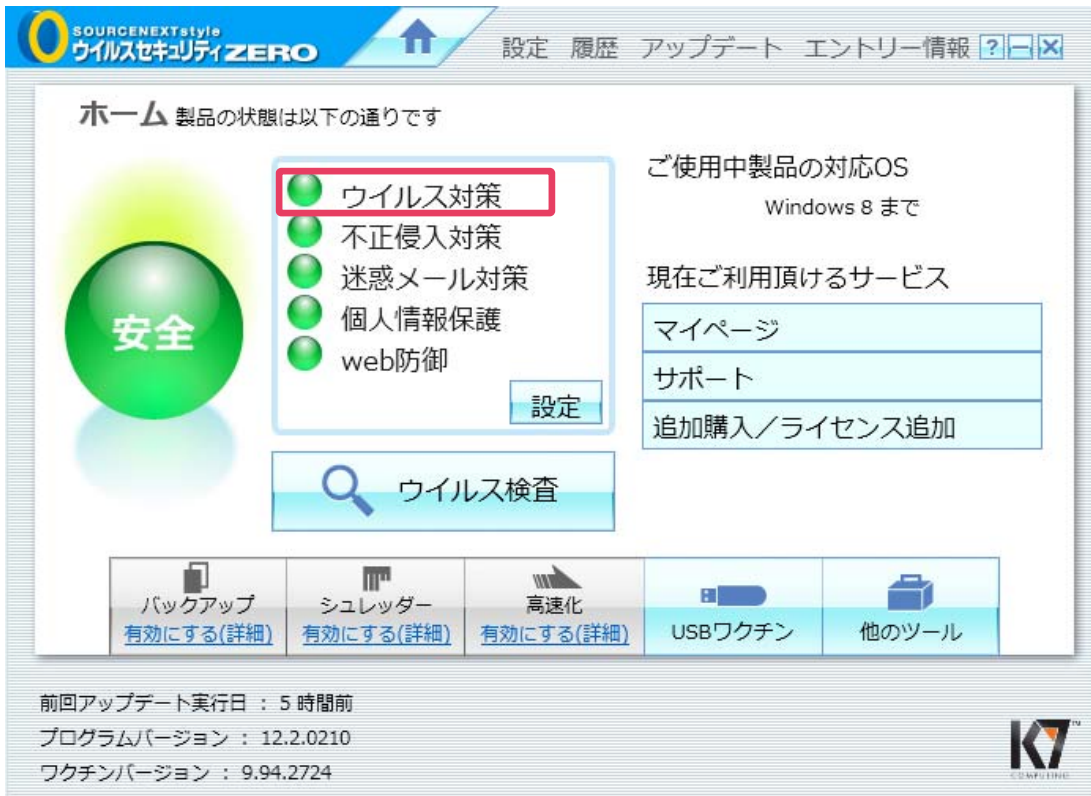 SOURCENEXTstyle
ウイルスセキュリティZERO
設定 履歴 アップデート エントリー情報 ?
ホーム 製品の状態は以下の通りです
安全
ウイルス対策
不正侵入対策
迷惑メール対策
個人情報保護
web防御
設定
ウイルス検査
ご使用中製品の対応OS
Windows 8 まで
現在ご利用頂けるサービス
マイページ
サポート
追加購入／ライセンス追加
バックアップ
有効にする(詳細)
シュレッダー
有効にする(詳細)
高速化
有効にする(詳細)
USBワクチン
他のツール
前回アップデート実行日 : 5 時間前
プログラムバージョン : 12.2.0210
ワクチンバージョン : 9.94.2724
K7™
COMPUTING